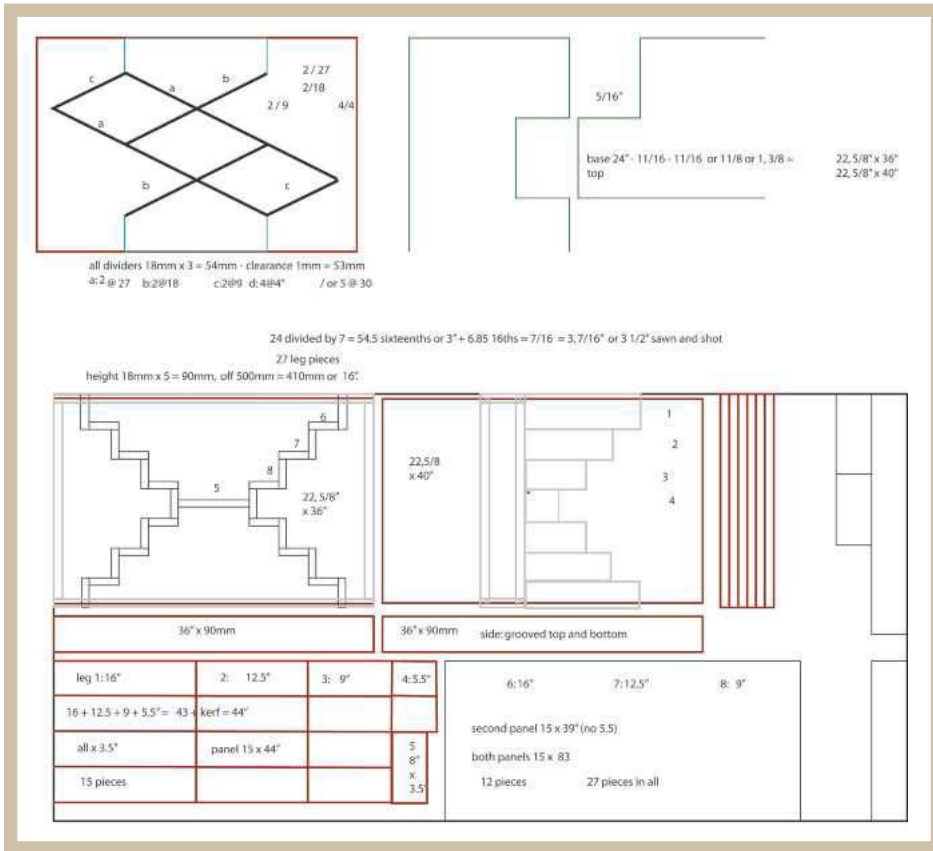 c
a
b
2 / 27
2/18
2 / 9
4/4
a
b
c
5/16"
base 24" - 11/16 - 11/16 or 11/8 or 1, 3/8 =
top
22, 5/8" x 36"
22, 5/8" x 40"
all dividers 18mm x 3 = 54mm - clearance 1mm = 53mm
a: 2 @ 27 b:2@18 c:2@9 d: 4@4" / or 5 @ 30
24 divided by 7 = 54.5 sixteenths or 3" + 6.85 16ths = 7/16 = 3,7/16" or 3 1/2" sawn and shot
27 leg pieces
height 18mm x 5 = 90mm, off 500mm = 410mm or 16".
6
7
8
5
22, 5/8"
x 36"
22,5/8
x 40"
1
2
3
4
36" x 90mm
36" x 90mm side: grooved top and bottom
leg 1:16" 2: 12.5" 3: 9" 4: 5.5"
16 + 12.5 + 9 + 5.5" = 43 + kerf = 44"
all x 3.5" panel 15 x 44"
15 pieces
5
8"
x
3.5"
6:16" 7:12,5" 8: 9"
second panel 15 x 39" (no 5.5)
both panels 15 x 83
12 pieces 27 pieces in all